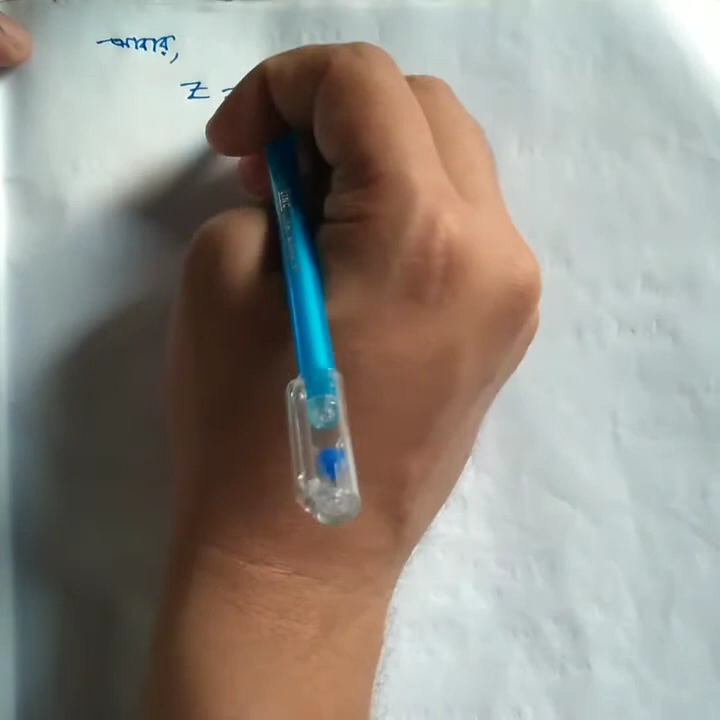 আবার,
Z =